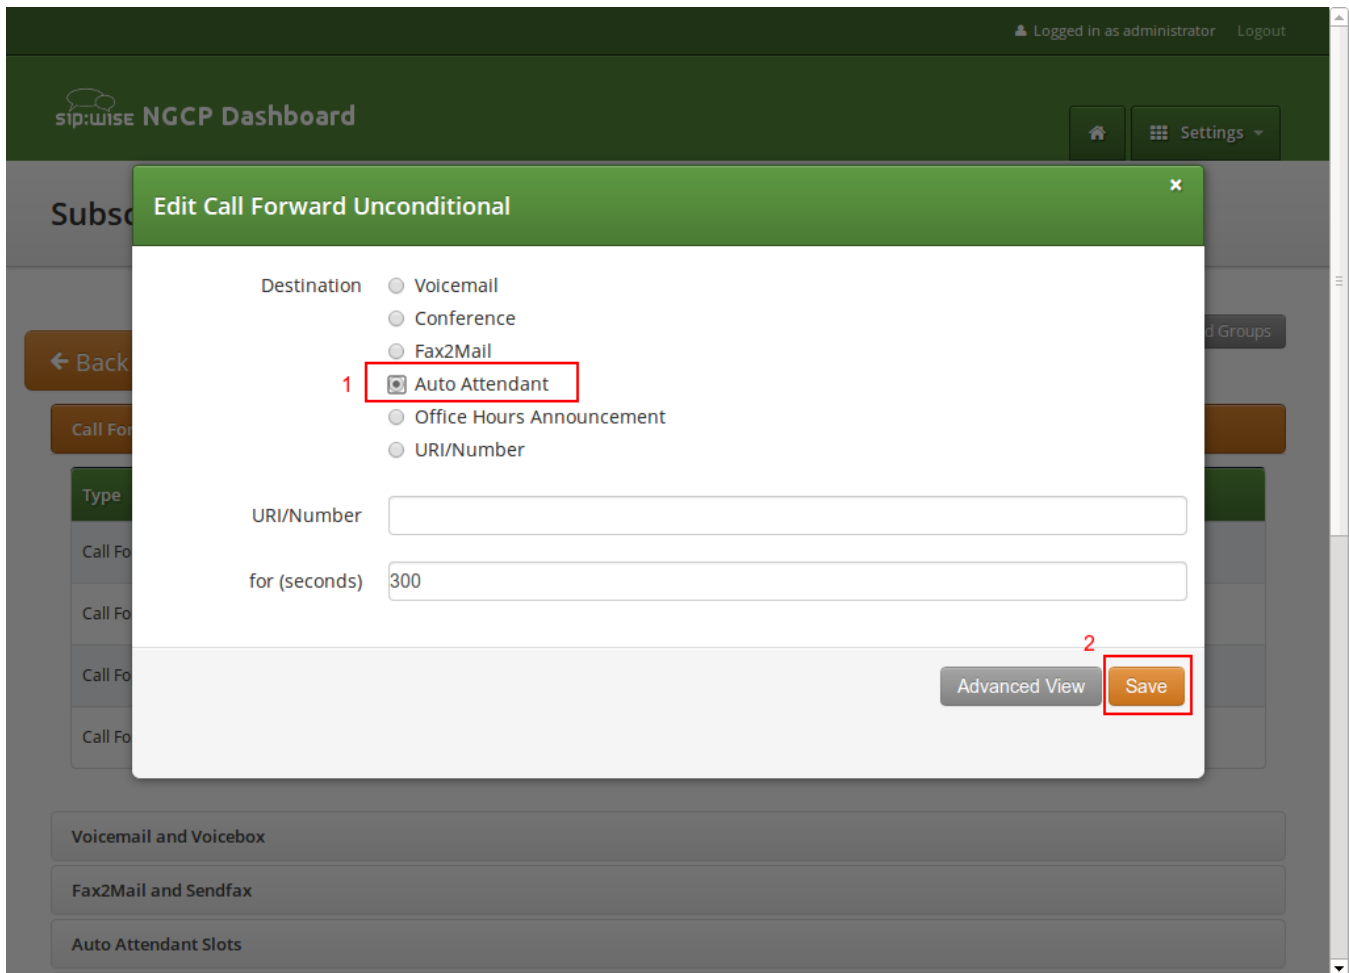 Logged in as administrator Logout
sip:wise NGCP Dashboard
Settings
Subsc
Edit Call Forward Unconditional
×
Destination
Voicemail
Conference
Fax2Mail
1 Auto Attendant
Office Hours Announcement
URI/Number
d Groups
Back
Call For
Type
URI/Number
Call Fo
for (seconds) 300
Call Fo
2
Call Fo
Advanced View Save
Call Fo
Voicemail and Voicebox
Fax2Mail and Sendfax
Auto Attendant Slots